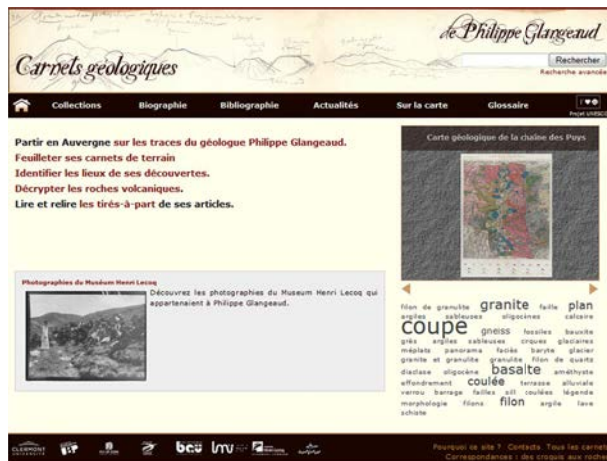 de Philippe Glangeaud
Carnets géologiques
Rechercher
Recherche avancée
Collections Biographie Bibliographie Actualités Sur la carte Glossaire
Projet UNESCO
Partir en Auvergne sur les traces du géologue Philippe Glangeaud.
Feuilleter ses carnets de terrain
Identifier les lieux de ses découvertes.
Décrypter les roches volcaniques.
Lire et relire les tirés-à-part de ses articles.
Carte géologique de la chaîne des Puys
Photographies du Muséum Henri Lecoq
Découvrez les photographies du Museum Henri Lecoq qui
appartenaient à Philippe Glangeaud.
filon de granulite granite faille plan
argiles sableuses oligocènes calcaire
coupe gneiss fossiles bauxite
grès argiles sableuses croques glaciaires
méplats panorama faciès baryte glacier
granite et granulite granulite filon de quartz
diaclase oligocène basalte améthyste
effondrement coulée terrasse alluviale
verrou barrage failles sill coulées légende
morphologie filons filon argile lave
schiste
CLERMONT
UNIVERSITÉ
bcu
Pourquoi ce site ? Contacts. Tous les carnets
Correspondances : des croquis aux roches